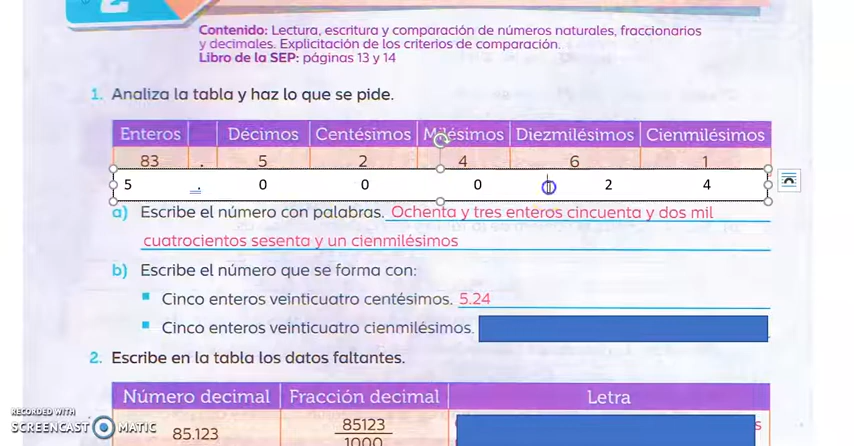 Contenido: Lectura, escritura y comparación de números naturales, fraccionarios
y decimales. Explicitación de los criterios de comparación.
Libro de la SEP: páginas 13 y 14
1. Analiza la tabla y haz lo que se pide.
Enteros Décimos Centésimos Milésimos Diezmilésimos Cienmilésimos
83 . 5 2 4 6 1
5 . 0 0 0 2 4
a) Escribe el número con palabras. Ochenta y tres enteros cincuenta y dos mil
cuatrocientos sesenta y un cienmilésimos
b) Escribe el número que se forma con:
Cinco enteros veinticuatro centésimos. 5.24
Cinco enteros veinticuatro cienmilésimos.
2. Escribe en la tabla los datos faltantes.
Número decimal Fracción decimal Letra
85.123 85123
1000
RECORDED WITH
SCREENCAST MATIC